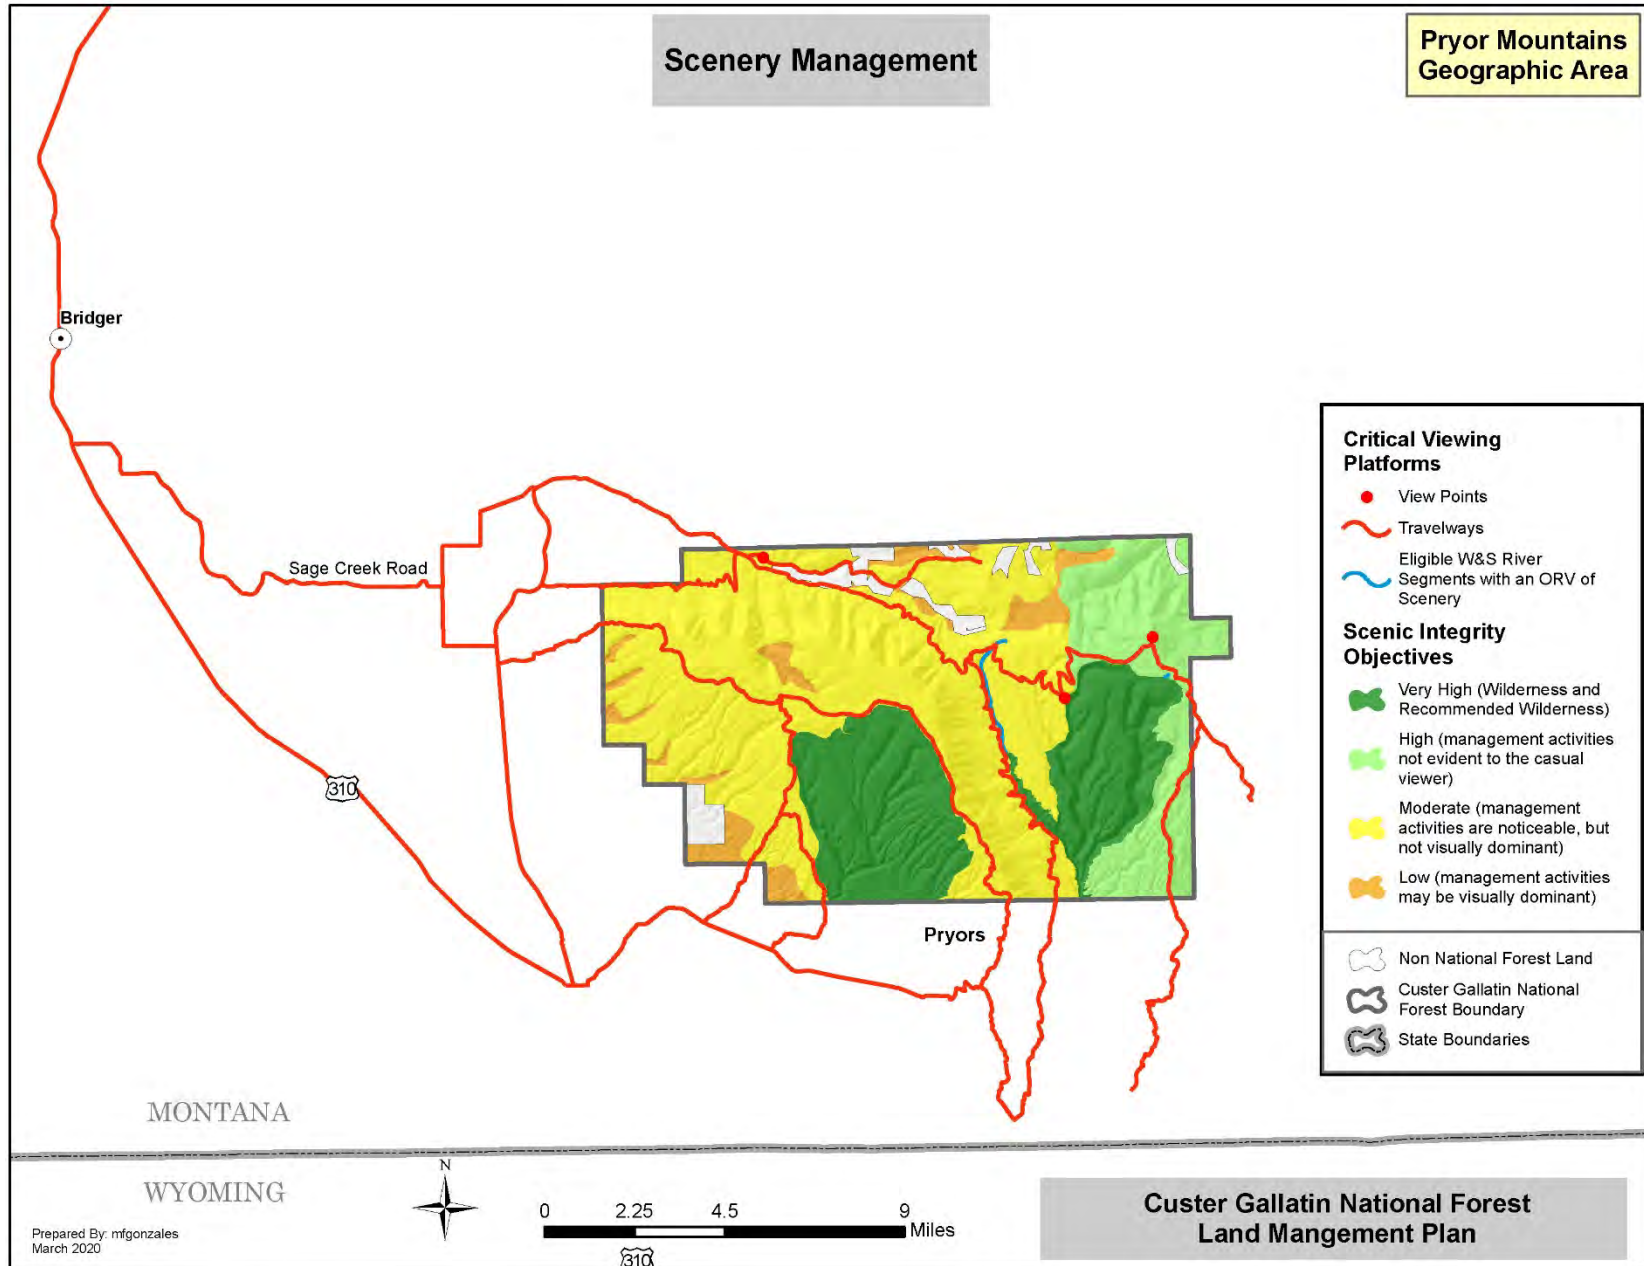 Scenery Management
Pryor Mountains
Geographic Area
Bridger
Sage Creek Road
310
Pryors
Critical Viewing
Platforms
View Points
Travelways
Eligible W&S River
Segments with an ORV of
Scenery
Scenic Integrity
Objectives
Very High (Wilderness and
Recommended Wilderness)
High (management activities
not evident to the casual
viewer)
Moderate (management
activities are noticeable, but
not visually dominant)
Low (management activities
may be visually dominant)
Non National Forest Land
Custer Gallatin National
Forest Boundary
State Boundaries
MONTANA
WYOMING
N
0 2.25 4.5 9
Miles
310
Prepared By: mfgonzales
March 2020
Custer Gallatin National Forest
Land Mangement Plan